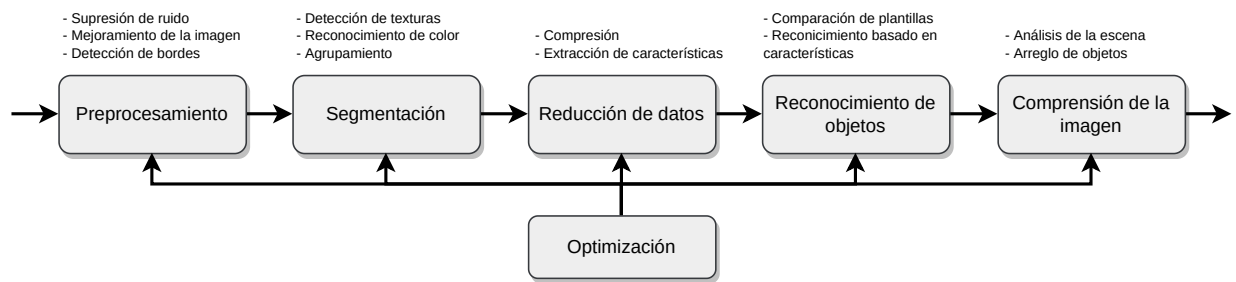 - Supresión de ruido
- Mejoramiento de la imagen
- Detección de bordes
Preprocesamiento
- Detección de texturas
- Reconocimiento de color
- Agrupamiento
Segmentación
- Compresión
- Extracción de características
Reducción de datos
- Comparación de plantillas
- Reconicimiento basado en
características
Reconocimiento de
objetos
- Análisis de la escena
- Arreglo de objetos
Comprensión de la
imagen
Optimización